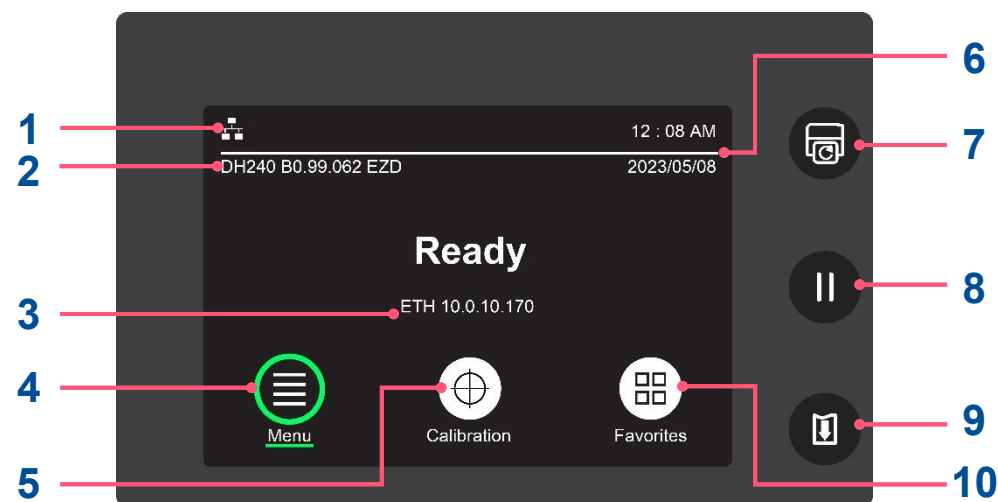 6
1
12 : 08 AM
7
2
DH240 B0.99.062 EZD
2023/05/08
Ready
8
3
ETH 10.0.10.170
4
Menu
Calibration
Favorites
9
5
10